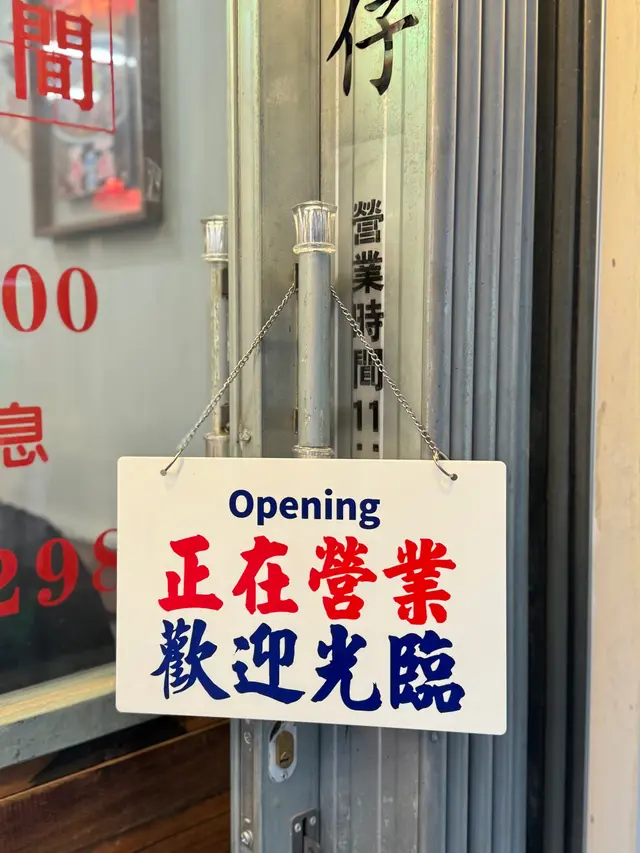 間
00
息
298
仔
營業時間11:
Opening
正在營業
歡迎光臨